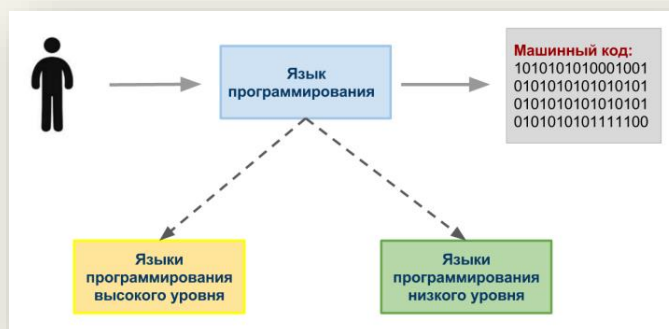 Язык
программирования
Машинный код:
1010101010001001
0101010101010101
0101010101010101
0101010101111100
Языки
программирования
высокого уровня
Языки
программирования
низкого уровня